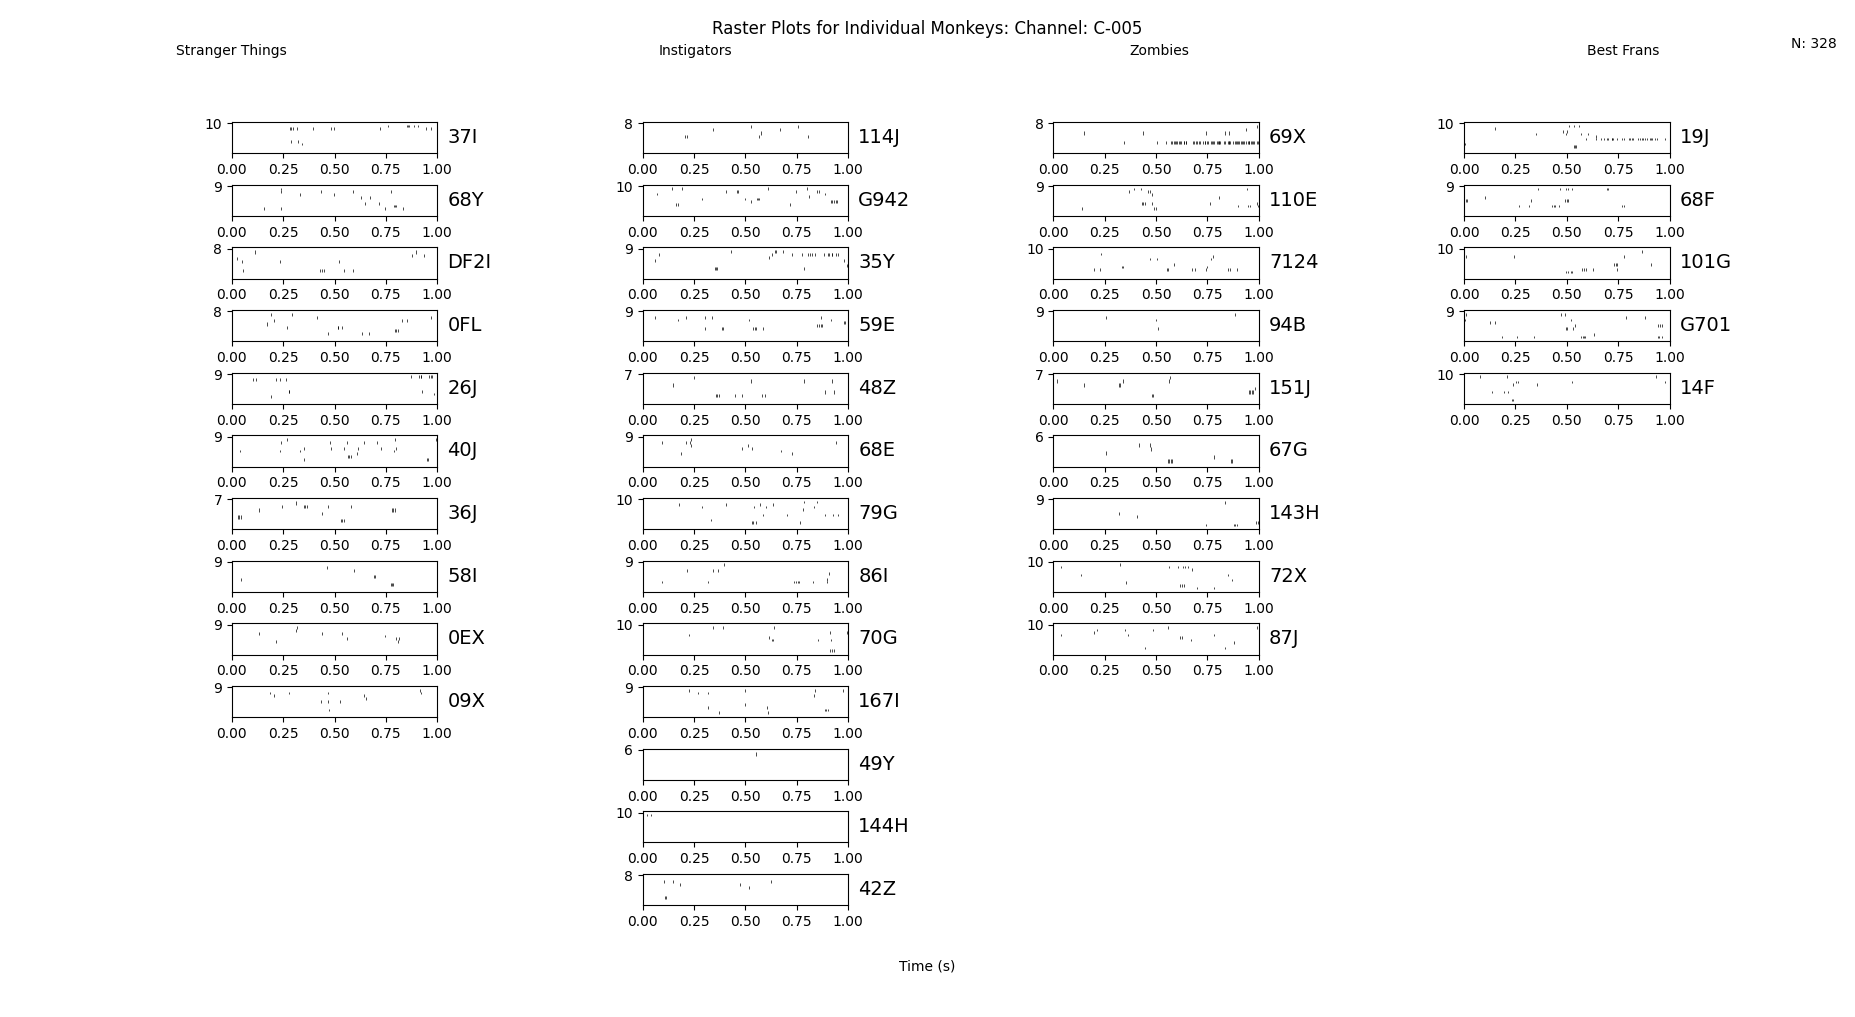 Raster Plots for Individual Monkeys: Channel: C-005
Stranger Things Instigators Zombies Best Frans N: 328
10 37I 8 114J 8 69X 10 19J
0.00 0.25 0.50 0.75 1.00 0.00 0.25 0.50 0.75 1.00 0.00 0.25 0.50 0.75 1.00 0.00 0.25 0.50 0.75 1.00
9 68Y 10 G942 9 110E 9 68F
0.00 0.25 0.50 0.75 1.00 0.00 0.25 0.50 0.75 1.00 0.00 0.25 0.50 0.75 1.00 0.00 0.25 0.50 0.75 1.00
8 DF2I 9 35Y 10 7124 10 101G
0.00 0.25 0.50 0.75 1.00 0.00 0.25 0.50 0.75 1.00 0.00 0.25 0.50 0.75 1.00 0.00 0.25 0.50 0.75 1.00
8 0FL 9 59E 9 94B 9 G701
0.00 0.25 0.50 0.75 1.00 0.00 0.25 0.50 0.75 1.00 0.00 0.25 0.50 0.75 1.00 0.00 0.25 0.50 0.75 1.00
9 26J 7 48Z 7 151J 10 14F
0.00 0.25 0.50 0.75 1.00 0.00 0.25 0.50 0.75 1.00 0.00 0.25 0.50 0.75 1.00 0.00 0.25 0.50 0.75 1.00
9 40J 9 68E 6 67G
0.00 0.25 0.50 0.75 1.00 0.00 0.25 0.50 0.75 1.00 0.00 0.25 0.50 0.75 1.00
7 36J 10 79G 9 143H
0.00 0.25 0.50 0.75 1.00 0.00 0.25 0.50 0.75 1.00 0.00 0.25 0.50 0.75 1.00
9 58I 9 86I 10 72X
0.00 0.25 0.50 0.75 1.00 0.00 0.25 0.50 0.75 1.00 0.00 0.25 0.50 0.75 1.00
9 0EX 10 70G 10 87J
0.00 0.25 0.50 0.75 1.00 0.00 0.25 0.50 0.75 1.00 0.00 0.25 0.50 0.75 1.00
9 09X 9 167I
0.00 0.25 0.50 0.75 1.00 0.00 0.25 0.50 0.75 1.00
6 49Y
0.00 0.25 0.50 0.75 1.00
10 144H
0.00 0.25 0.50 0.75 1.00
8 42Z
0.00 0.25 0.50 0.75 1.00
Time (s)